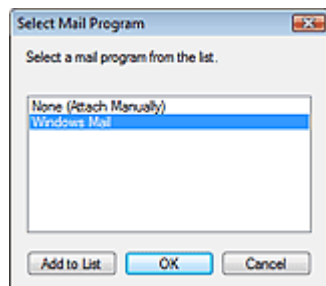 Select Mail Program
Select a mail program from the list.
None (Attach Manually)
Windows Mail
Add to List
OK
Cancel